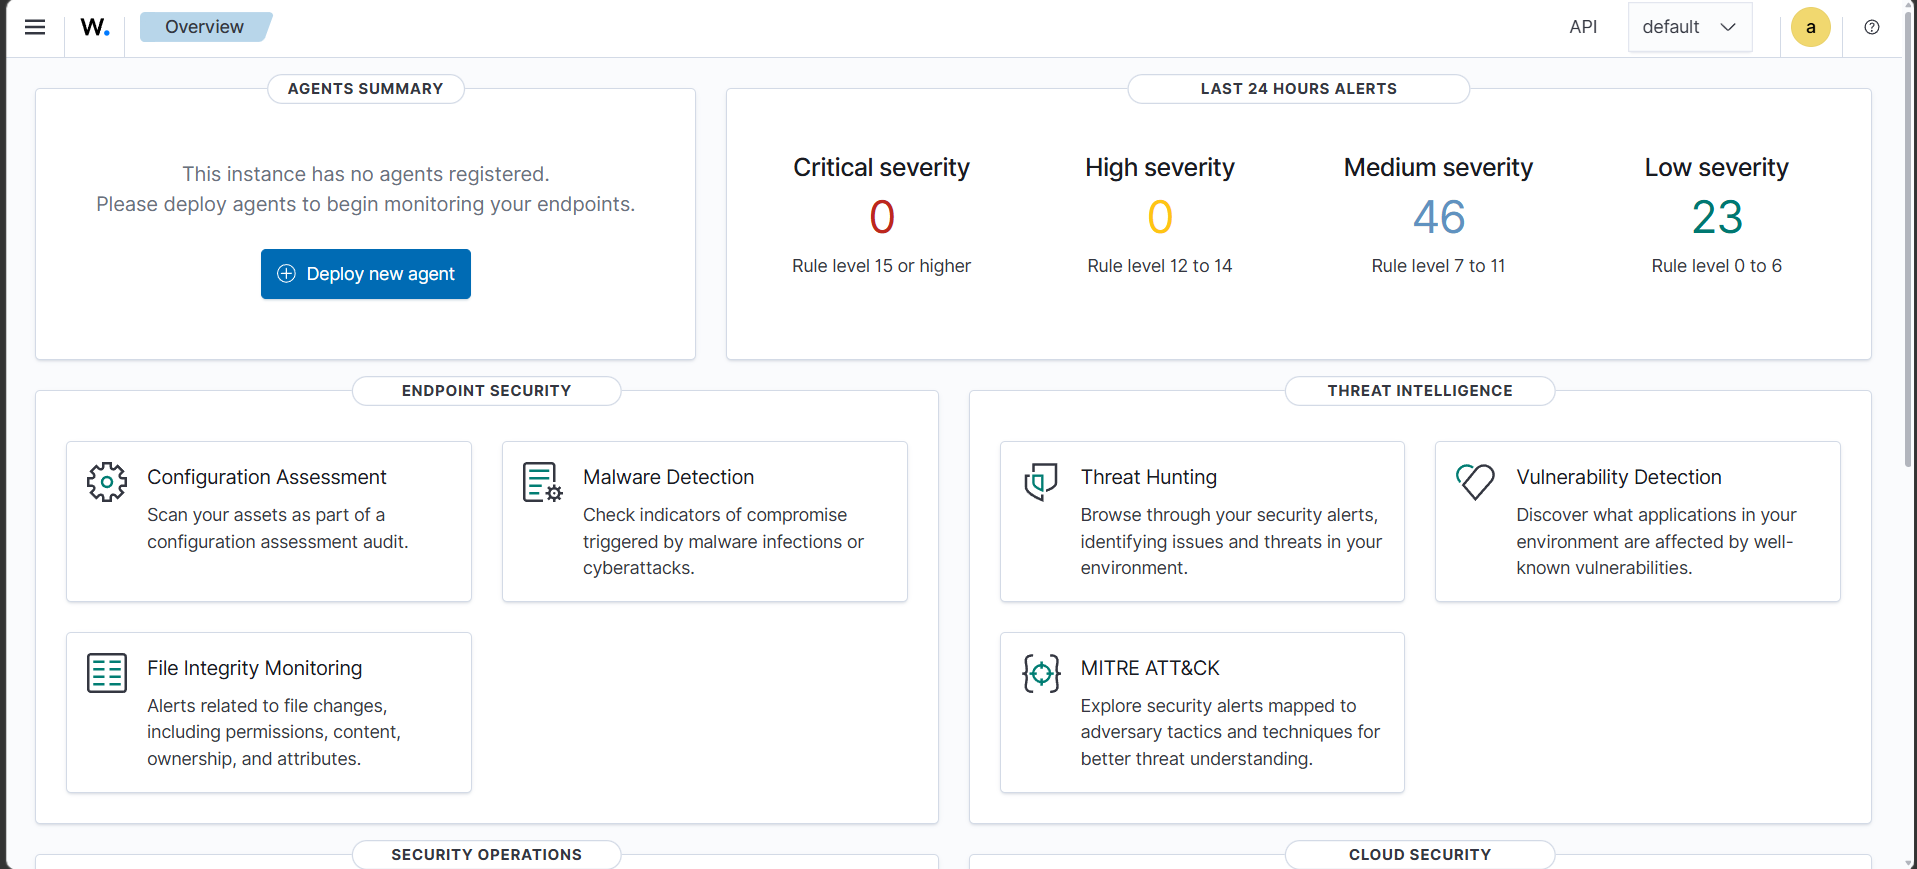 W.
Overview
API
default
a
AGENTS SUMMARY
This instance has no agents registered.
Please deploy agents to begin monitoring your endpoints.
Deploy new agent
LAST 24 HOURS ALERTS
Critical severity
0
Rule level 15 or higher
High severity
0
Rule level 12 to 14
Medium severity
46
Rule level 7 to 11
Low severity
23
Rule level 0 to 6
ENDPOINT SECURITY
Configuration Assessment
Scan your assets as part of a
configuration assessment audit.
Malware Detection
Check indicators of compromise
triggered by malware infections or
cyberattacks.
File Integrity Monitoring
Alerts related to file changes,
including permissions, content,
ownership, and attributes.
THREAT INTELLIGENCE
Threat Hunting
Browse through your security alerts,
identifying issues and threats in your
environment.
Vulnerability Detection
Discover what applications in your
environment are affected by well-
known vulnerabilities.
MITRE ATT&CK
Explore security alerts mapped to
adversary tactics and techniques for
better threat understanding.
SECURITY OPERATIONS
CLOUD SECURITY